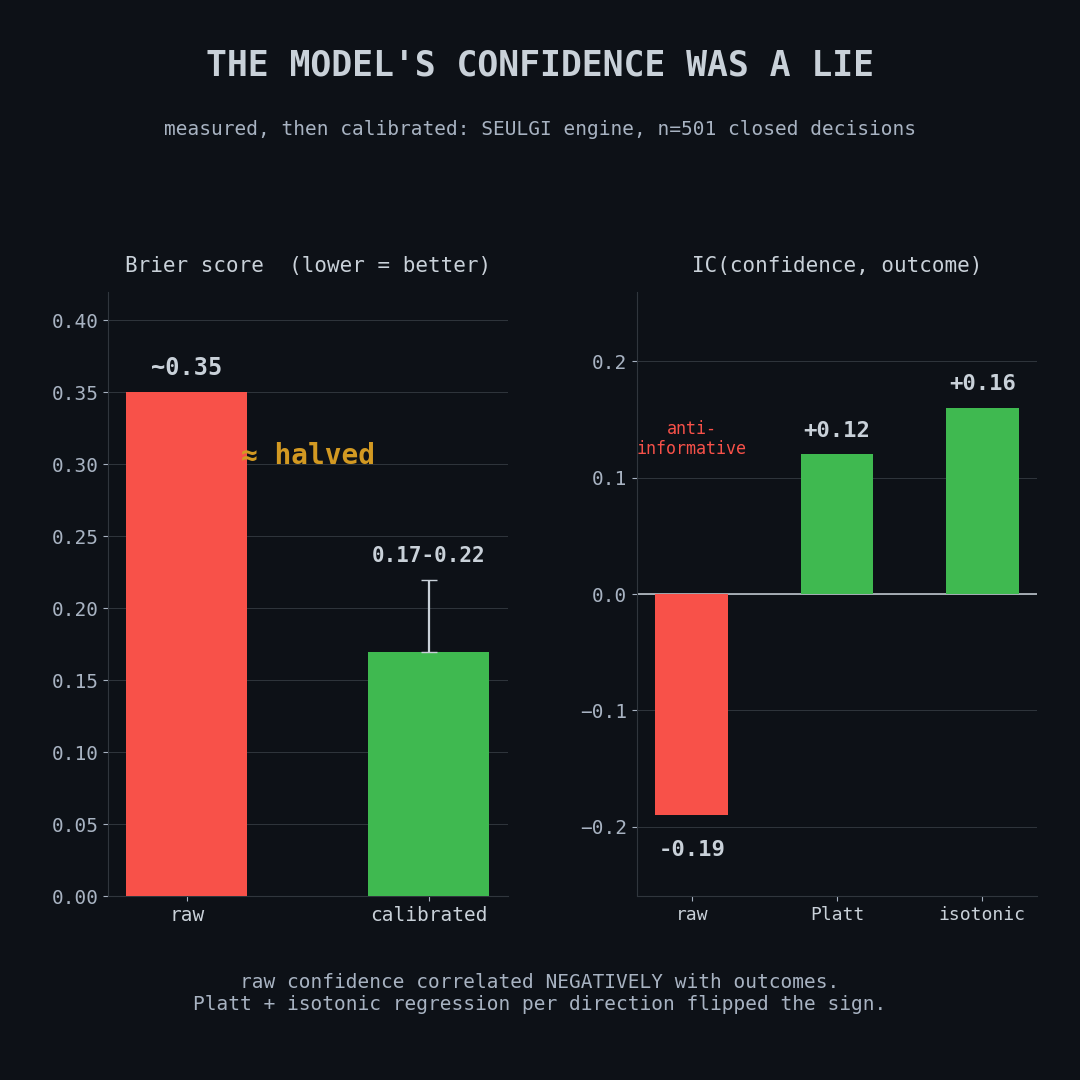 THE MODEL'S CONFIDENCE WAS A LIE
measured, then calibrated: SEULGI engine, n=501 closed decisions
Brier score  (lower = better)
0.40
0.35
0.30
0.25
0.20
0.15
0.10
0.05
0.00
~0.35
≈ halved
0.17-0.22
raw
calibrated
IC(confidence, outcome)
0.2
0.1
0.0
−0.1
−0.2
anti-
informative
+0.12
+0.16
-0.19
raw
Platt
isotonic
raw confidence correlated NEGATIVELY with outcomes.
Platt + isotonic regression per direction flipped the sign.